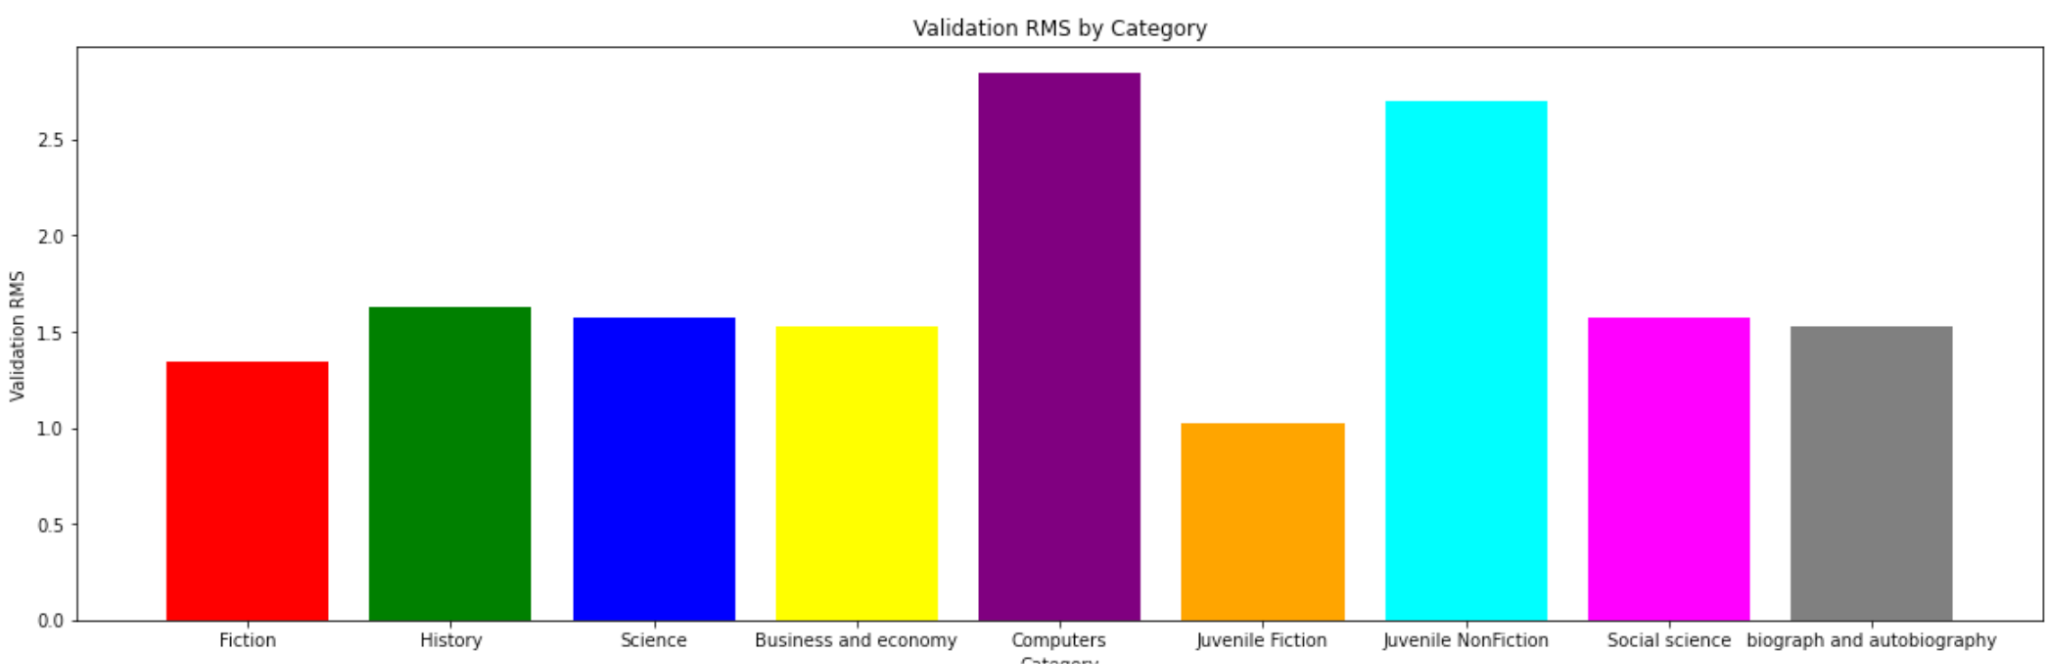 Validation RMS by Category
Validation RMS
2.5
2.0
1.5
1.0
0.5
0.0
Fiction History Science Business and economy Computers Juvenile Fiction Juvenile NonFiction Social science biograph and autobiography
Category